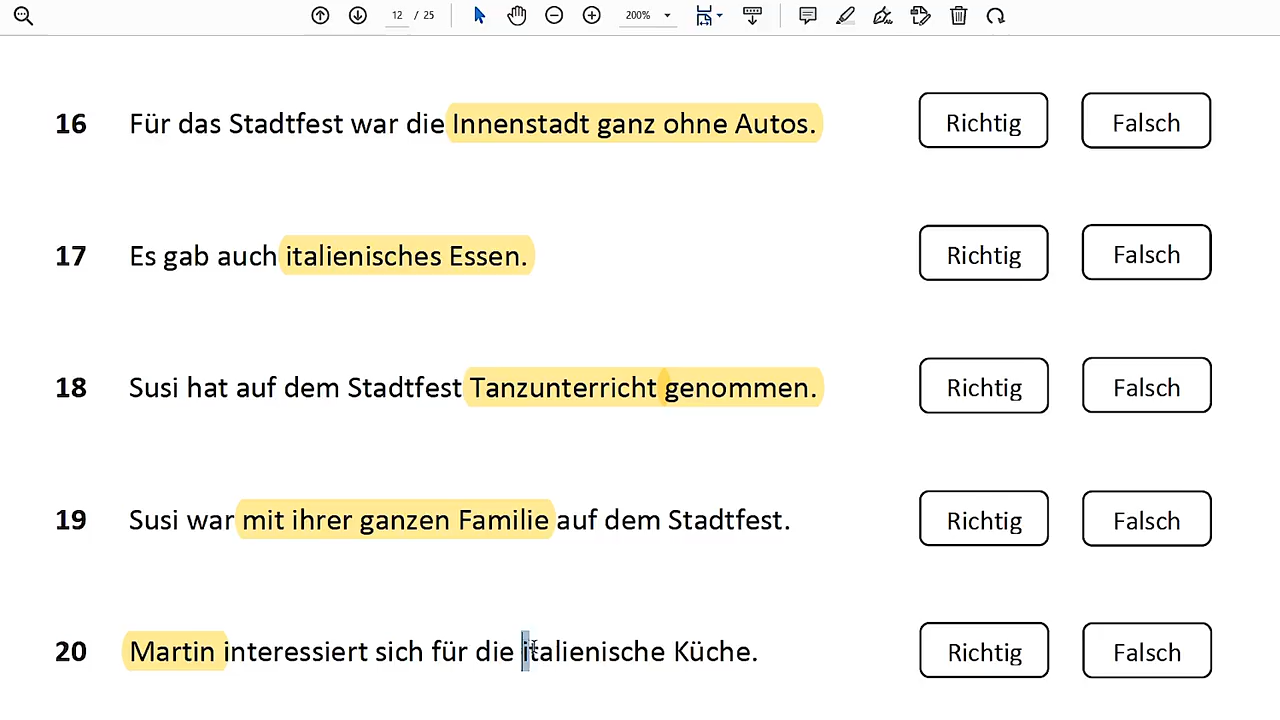 12 / 25 200%
16 Für das Stadtfest war die Innenstadt ganz ohne Autos. Richtig Falsch
17 Es gab auch italienisches Essen. Richtig Falsch
18 Susi hat auf dem Stadtfest Tanzunterricht genommen. Richtig Falsch
19 Susi war mit ihrer ganzen Familie auf dem Stadtfest. Richtig Falsch
20 Martin interessiert sich für die italienische Küche. Richtig Falsch